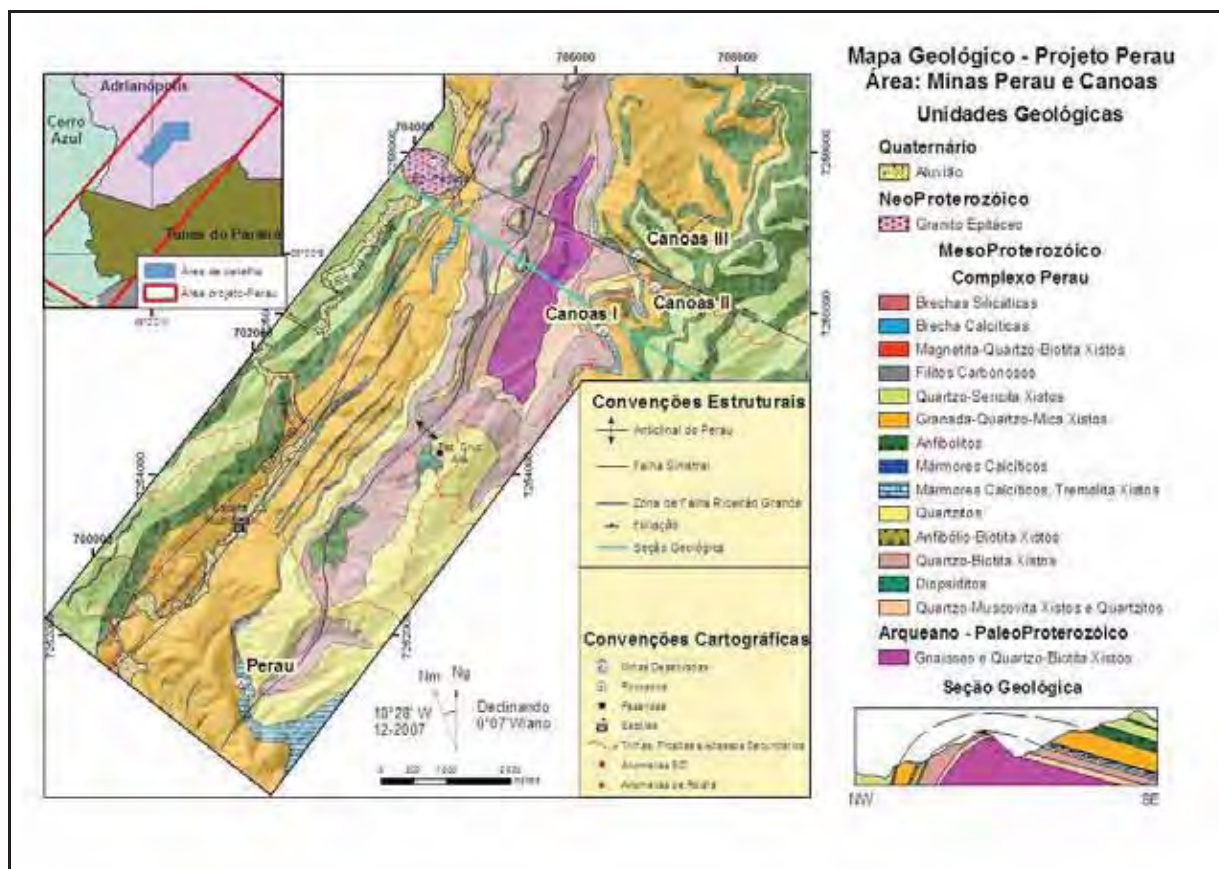 Mapa Geológico - Projeto Perau
Área: Minas Perau e Canoas
Unidades Geológicas
Quaternário
Aluvião
NeoProterozóico
Granito Epitáceo
MesoProterozóico
Complexo Perau
Brechas Silicáticas
Brecha Calcíticas
Magnetita-Quartzo-Biotita Xistos
Filitos Carbonosos
Quartzo-Sericita Xistos
Granada-Quartzo-Mica Xistos
Anfibolitos
Mármores Calcíticos
Mármores Calcíticos, Tremolita Xistos
Quartzitos
Anfibólio-Biotita Xistos
Quartzo-Biotita Xistos
Diopsiditos
Quartzo-Muscovita Xistos e Quartzitos
Arqueano - PaleoProterozóico
Gnaisses e Quartzo-Biotita Xistos
Seção Geológica
NW
SE
Adrianópolis
Cerro
Azul
Tunas do Paraná
Área de detalhe
Área projeto-Perau
706000
708000
704000
702000
700000
7264000
7264000
7262000
7262000
Canoas III
Canoas II
Canoas I
Perau
Convenções Estruturais
Anticlinal do Perau
Falha Sinistral
Zona de Falha Ribeirão Grande
Foliação
Seção Geológica
Convenções Cartográficas
Minas Desativadas
Povoados
Fazendas
Escolas
Anomalias de Rocha
Nm
Ng
Declinando
0°07' W/ano
12-2007